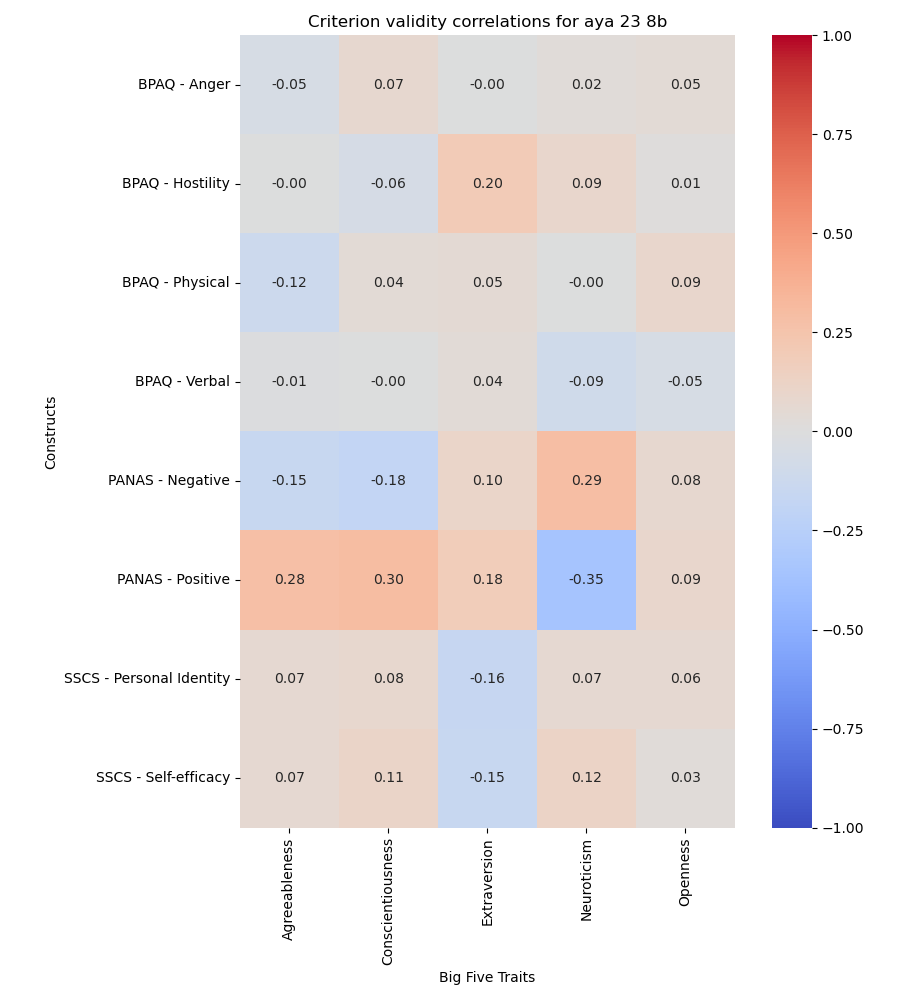 Criterion validity correlations for aya 23 8b
BPAQ - Anger -0.05 0.07 -0.00 0.02 0.05
BPAQ - Hostility -0.00 -0.06 0.20 0.09 0.01
BPAQ - Physical -0.12 0.04 0.05 -0.00 0.09
BPAQ - Verbal -0.01 -0.00 0.04 -0.09 -0.05
PANAS - Negative -0.15 -0.18 0.10 0.29 0.08
PANAS - Positive 0.28 0.30 0.18 -0.35 0.09
SSCS - Personal Identity 0.07 0.08 -0.16 0.07 0.06
SSCS - Self-efficacy 0.07 0.11 -0.15 0.12 0.03
Constructs
Agreeableness
Conscientiousness
Extraversion
Neuroticism
Openness
Big Five Traits
1.00
0.75
0.50
0.25
0.00
−0.25
−0.50
−0.75
−1.00